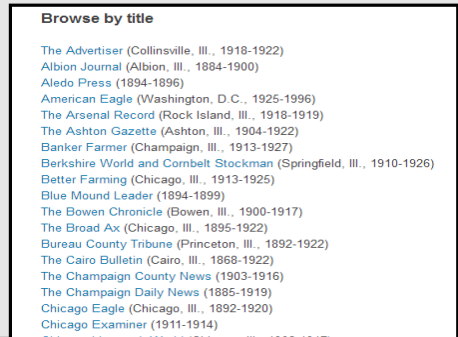 Browse by title
The Advertiser (Collinsville, Ill., 1918-1922)
Albion Journal (Albion, Ill., 1884-1900)
Aledo Press (1894-1896)
American Eagle (Washington, D.C., 1925-1996)
The Arsenal Record (Rock Island, Ill., 1918-1919)
The Ashton Gazette (Ashton, Ill., 1904-1922)
Banker Farmer (Champaign, Ill., 1913-1927)
Berkshire World and Cornbelt Stockman (Springfield, Ill., 1910-1926)
Better Farming (Chicago, Ill., 1913-1925)
Blue Mound Leader (1894-1899)
The Bowen Chronicle (Bowen, Ill., 1900-1917)
The Broad Ax (Chicago, Ill., 1895-1922)
Bureau County Tribune (Princeton, Ill., 1892-1922)
The Cairo Bulletin (Cairo, Ill., 1868-1922)
The Champaign County News (1903-1916)
The Champaign Daily News (1885-1919)
Chicago Eagle (Chicago, Ill., 1892-1920)
Chicago Examiner (1911-1914)